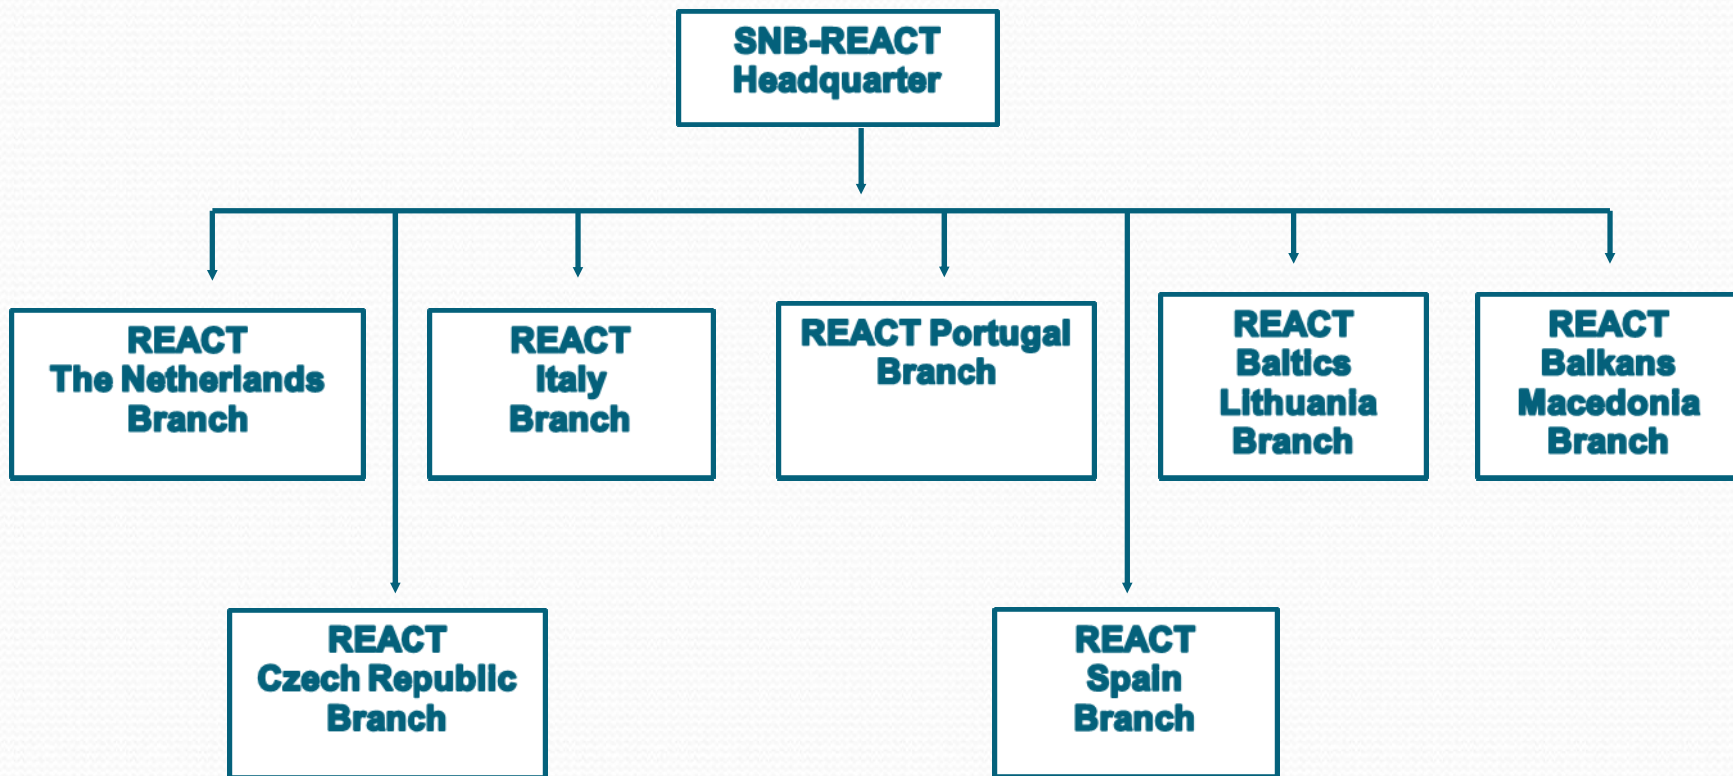 SNB-REACT
Headquarter
REACT
The Netherlands
Branch
REACT
Italy
Branch
REACT Portugal
Branch
REACT
Baltics
Lithuania
Branch
REACT
Balkans
Macedonia
Branch
REACT
Czech Republic
Branch
REACT
Spain
Branch